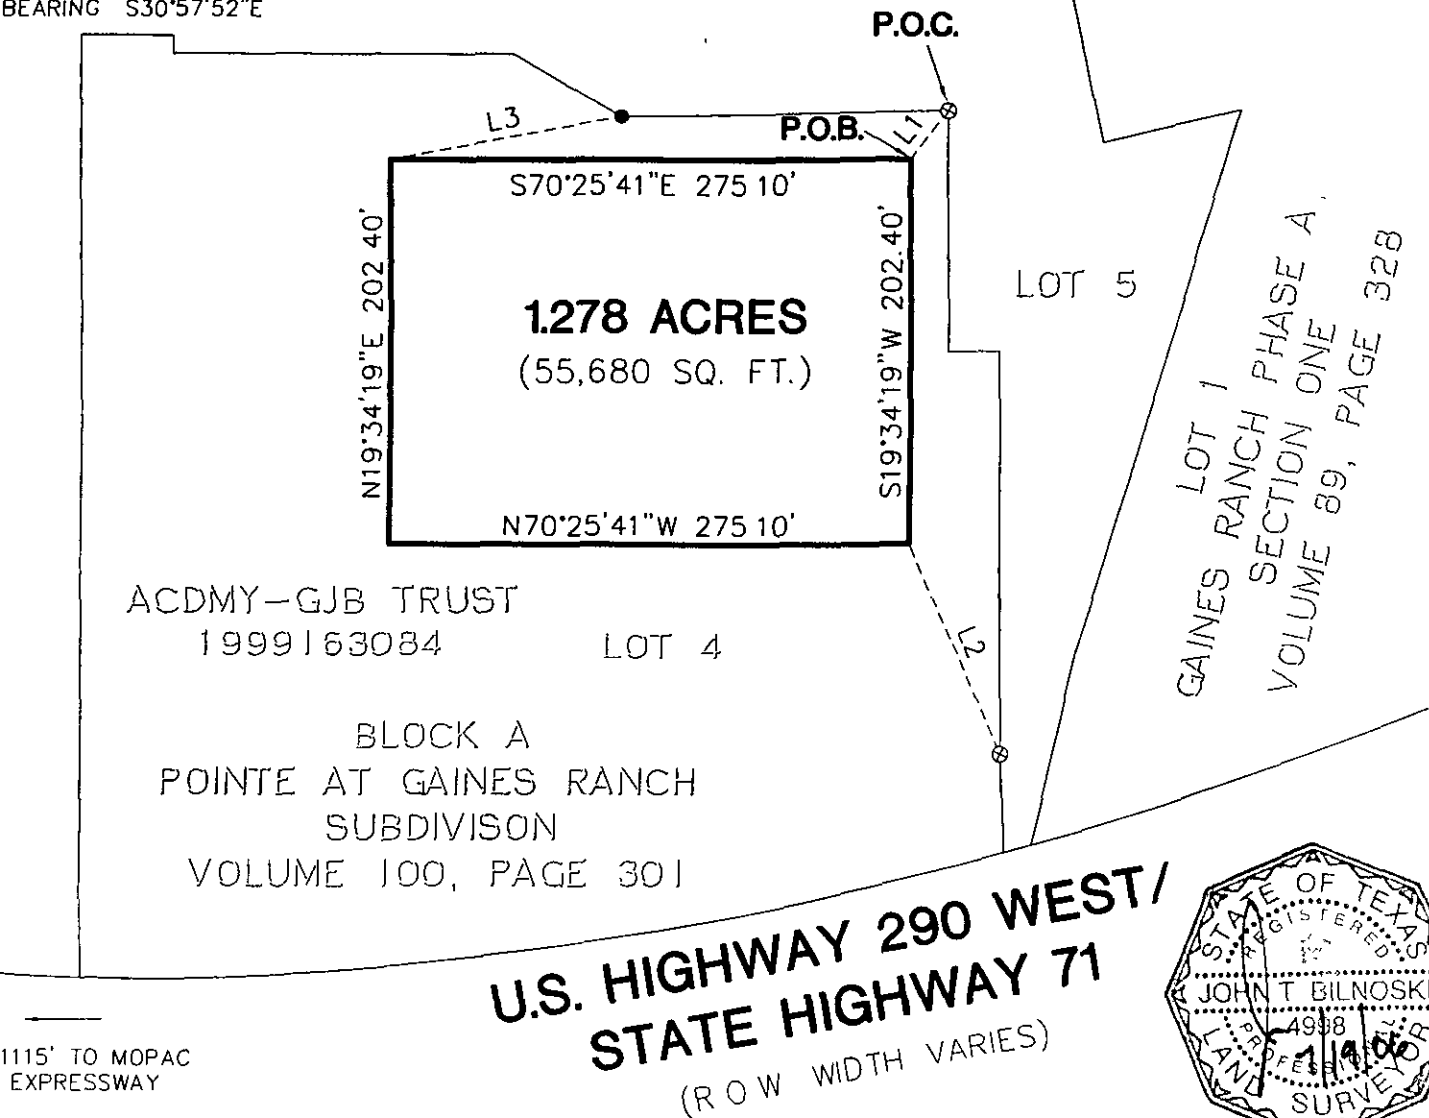 BEARING S30°57'52"E
P.O.C.
L3
P.O.B.
L1
S70°25'41"E 275 10'
N19°34'19"E 202 40'
S19°34'19"W 202.40'
1.278 ACRES
(55,680 SQ. FT.)
N70°25'41"W 275 10'
LOT 5
LOT 1
GAINES RANCH PHASE A,
SECTION ONE
VOLUME 89, PAGE 328
L2
ACDMY-GJB TRUST
1999163084
LOT 4
BLOCK A
POINTE AT GAINES RANCH
SUBDIVISON
VOLUME 100, PAGE 301
U.S. HIGHWAY 290 WEST/
STATE HIGHWAY 71
(R O W WIDTH VARIES)
1115' TO MOPAC
EXPRESSWAY
STATE OF TEXAS
REGISTERED
JOHN T BILNOSKI
4998
PROFESSIONAL
LAND SURVEYOR